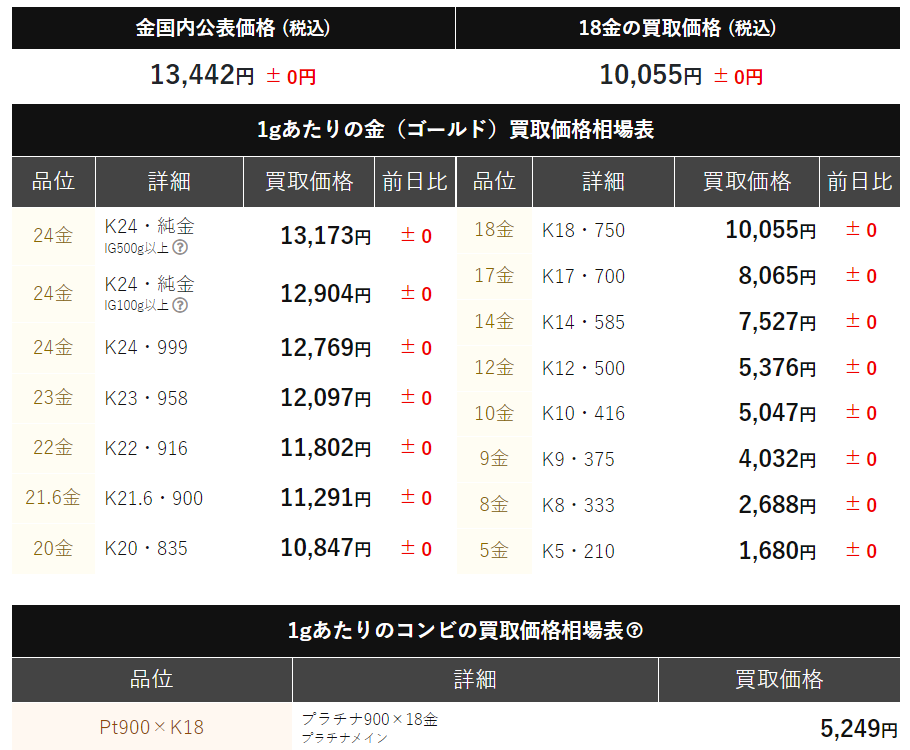 金国内公表価格 (税込) 18金の買取価格 (税込)
13,442円 ±0円 10,055円 ±0円
1gあたりの金（ゴールド）買取価格相場表
品位 詳細 買取価格 前日比 品位 詳細 買取価格 前日比
24金 K24・純金 IG500g以上? 13,173円 ±0
24金 K24・純金 IG100g以上? 12,904円 ±0
24金 K24・999 12,769円 ±0
23金 K23・958 12,097円 ±0
22金 K22・916 11,802円 ±0
21.6金 K21.6・900 11,291円 ±0
20金 K20・835 10,847円 ±0
18金 K18・750 10,055円 ±0
17金 K17・700 8,065円 ±0
14金 K14・585 7,527円 ±0
12金 K12・500 5,376円 ±0
10金 K10・416 5,047円 ±0
9金 K9・375 4,032円 ±0
8金 K8・333 2,688円 ±0
5金 K5・210 1,680円 ±0
1gあたりのコンビの買取価格相場表?
品位 詳細 買取価格
Pt900×K18 プラチナ900×18金 プラチナメイン 5,249円